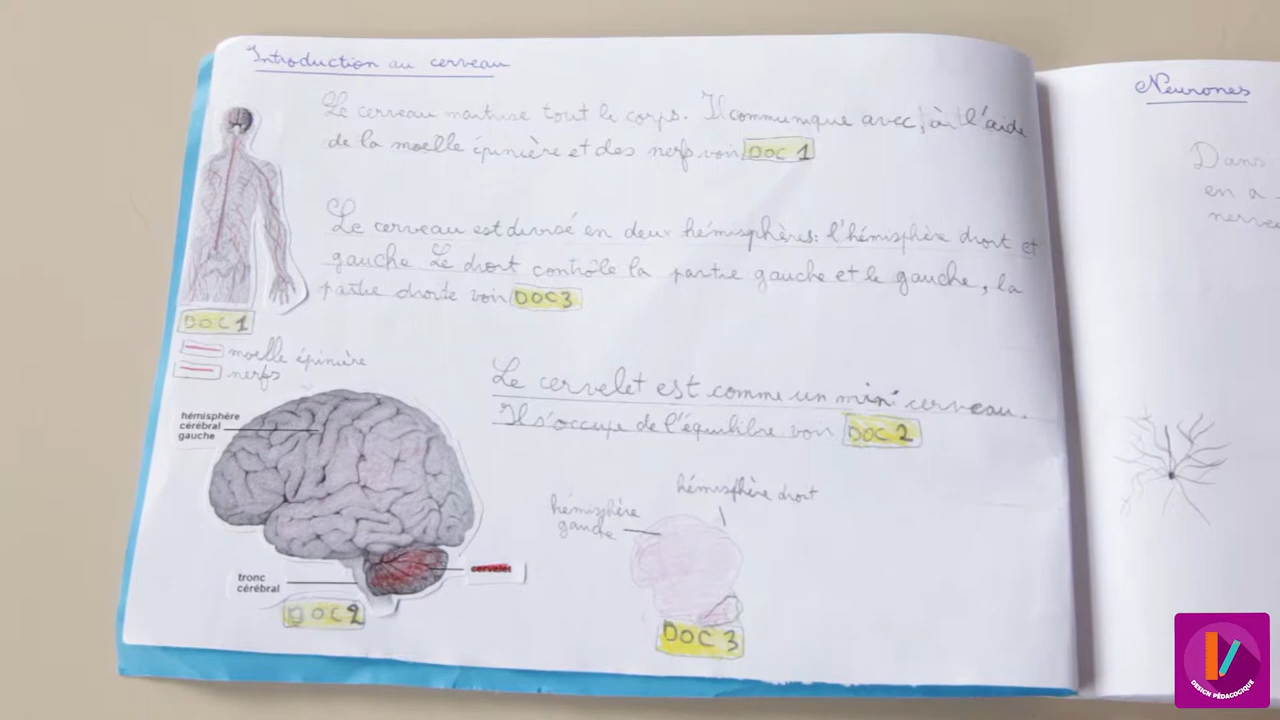 Introduction au cerveau
Le cerveau maitrise tout le corps. Il communique avec, à l'aide
de la moelle épinière et des nerfs voir DOC 1
Le cerveau est divisé en deux hémisphères: l'hémisphère droit et
gauche Le droit contrôle la partie gauche et le gauche, la
partie droite voir DOC3
DOC 1
moelle épinière
nerfs
Le cervelet est comme un mini cerveau.
Il s'occupe de l'équilibre voir DOC 2
hémisphère
cérébral
gauche
tronc
cérébral
cervelet
DOC 2
hémisphère droit
hémisphère
gauche
DOC 3
Neurones
Dans
en a
DESIGN PÉDAGOGIQUE